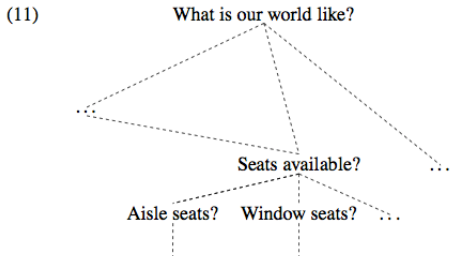 (11) What is our world like?
...
Seats available? ...
Aisle seats? Window seats? ...